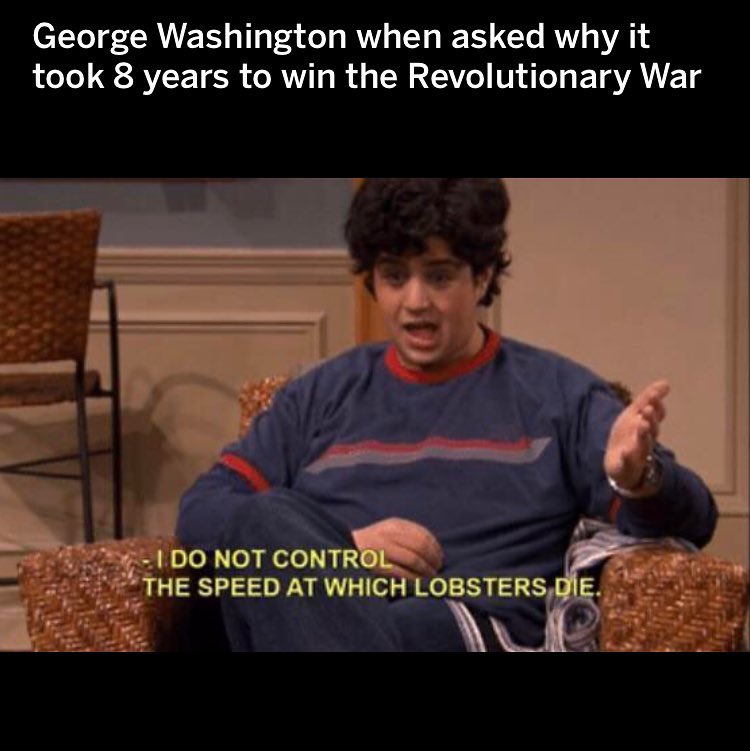 George Washington when asked why it
took 8 years to win the Revolutionary War
- I DO NOT CONTROL
THE SPEED AT WHICH LOBSTERS DIE.